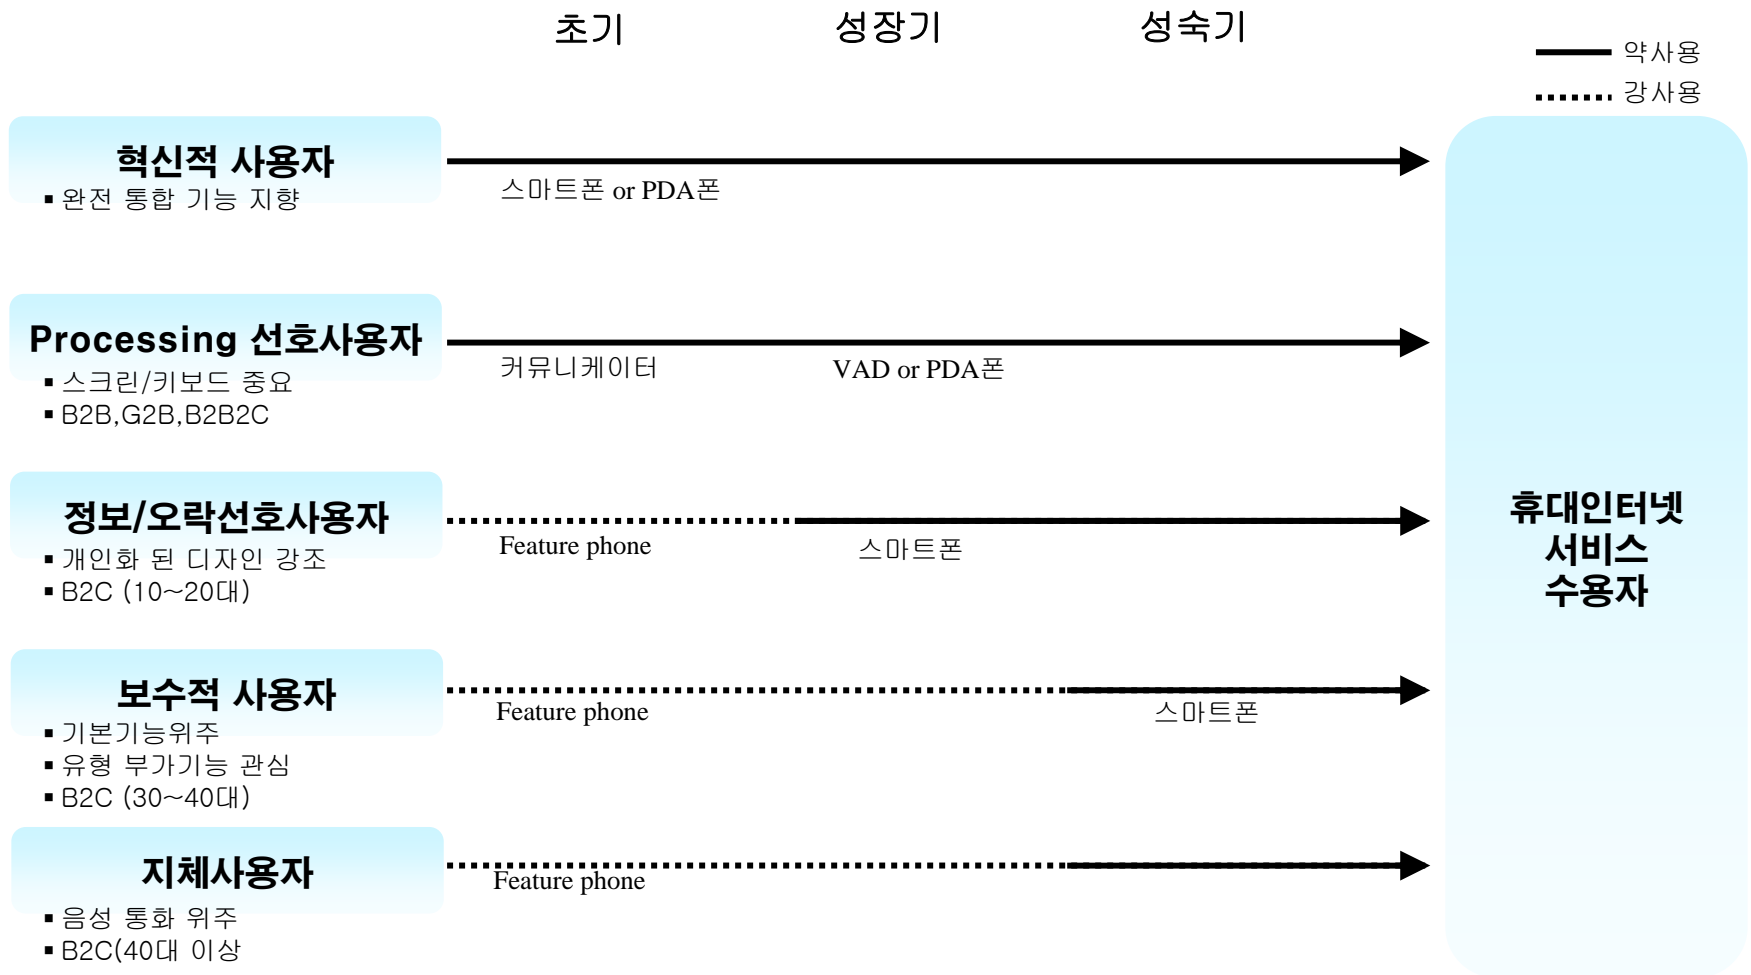 초기 성장기 성숙기
약사용
강사용
혁신적 사용자
▪ 완전 통합 기능 지향
스마트폰 or PDA폰
Processing 선호사용자
▪ 스크린/키보드 중요
▪ B2B,G2B,B2B2C
커뮤니케이터
VAD or PDA폰
정보/오락선호사용자
▪ 개인화 된 디자인 강조
▪ B2C (10~20대)
Feature phone
스마트폰
보수적 사용자
▪ 기본기능위주
▪ 유형 부가기능 관심
▪ B2C (30~40대)
Feature phone
스마트폰
지체사용자
▪ 음성 통화 위주
▪ B2C(40대 이상
Feature phone
휴대인터넷
서비스
수용자